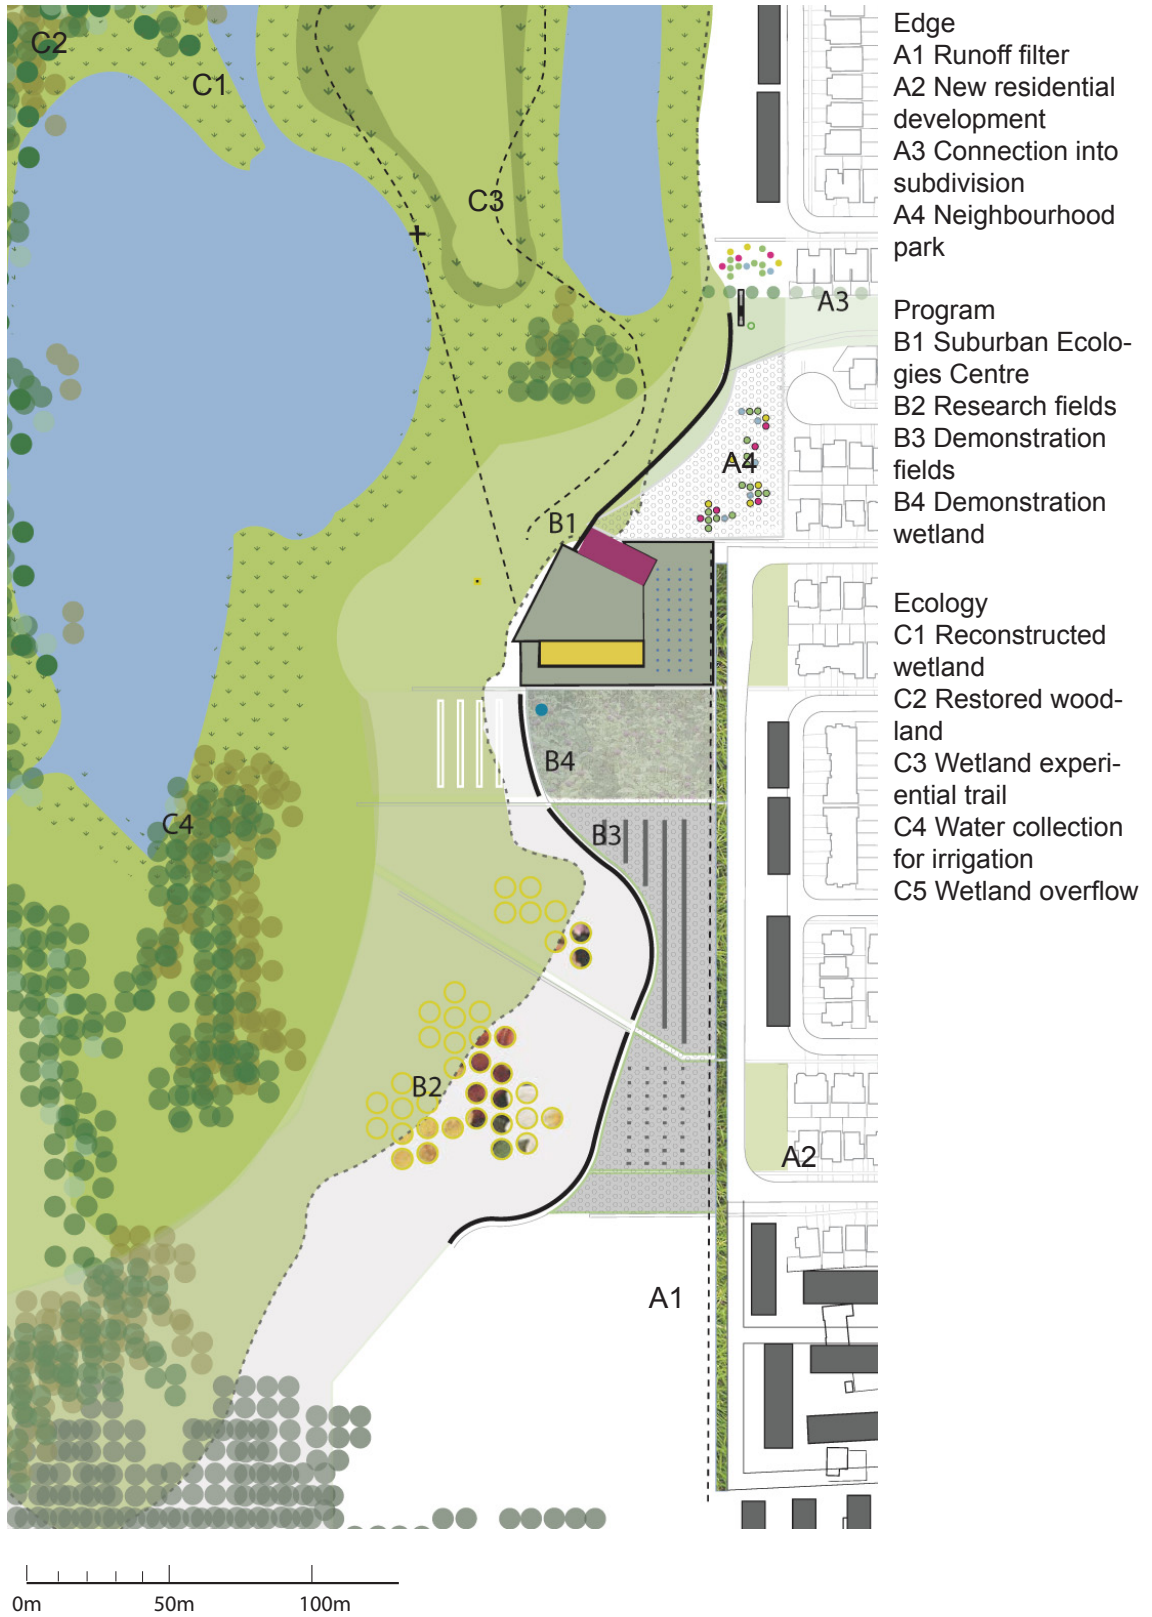 Edge
A1 Runoff filter
A2 New residential
development
A3 Connection into
subdivision
A4 Neighbourhood
park
Program
B1 Suburban Ecolo-
gies Centre
B2 Research fields
B3 Demonstration
fields
B4 Demonstration
wetland
Ecology
C1 Reconstructed
wetland
C2 Restored wood-
land
C3 Wetland experi-
ential trail
C4 Water collection
for irrigation
C5 Wetland overflow
C2
C1
C3
A3
A4
B1
B4
B3
C4
B2
A2
A1
0m
50m
100m